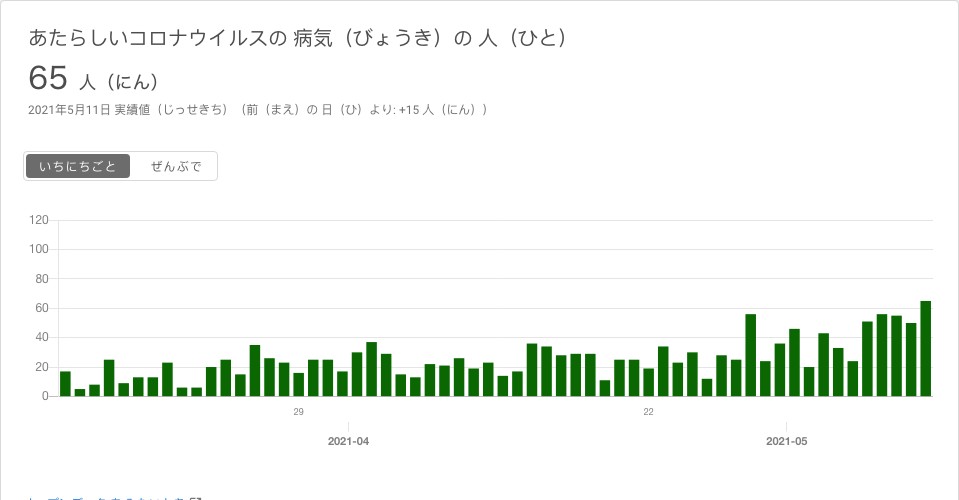 あたらしいコロナウイルスの 病気（びょうき）の 人（ひと）
65 人（にん）
2021年5月11日 実績値（じっせきち）（前（まえ）の 日（ひ）より: +15 人（にん））
いちにちごと
ぜんぶで
120
100
80
60
40
20
0
29
22
2021-04
2021-05